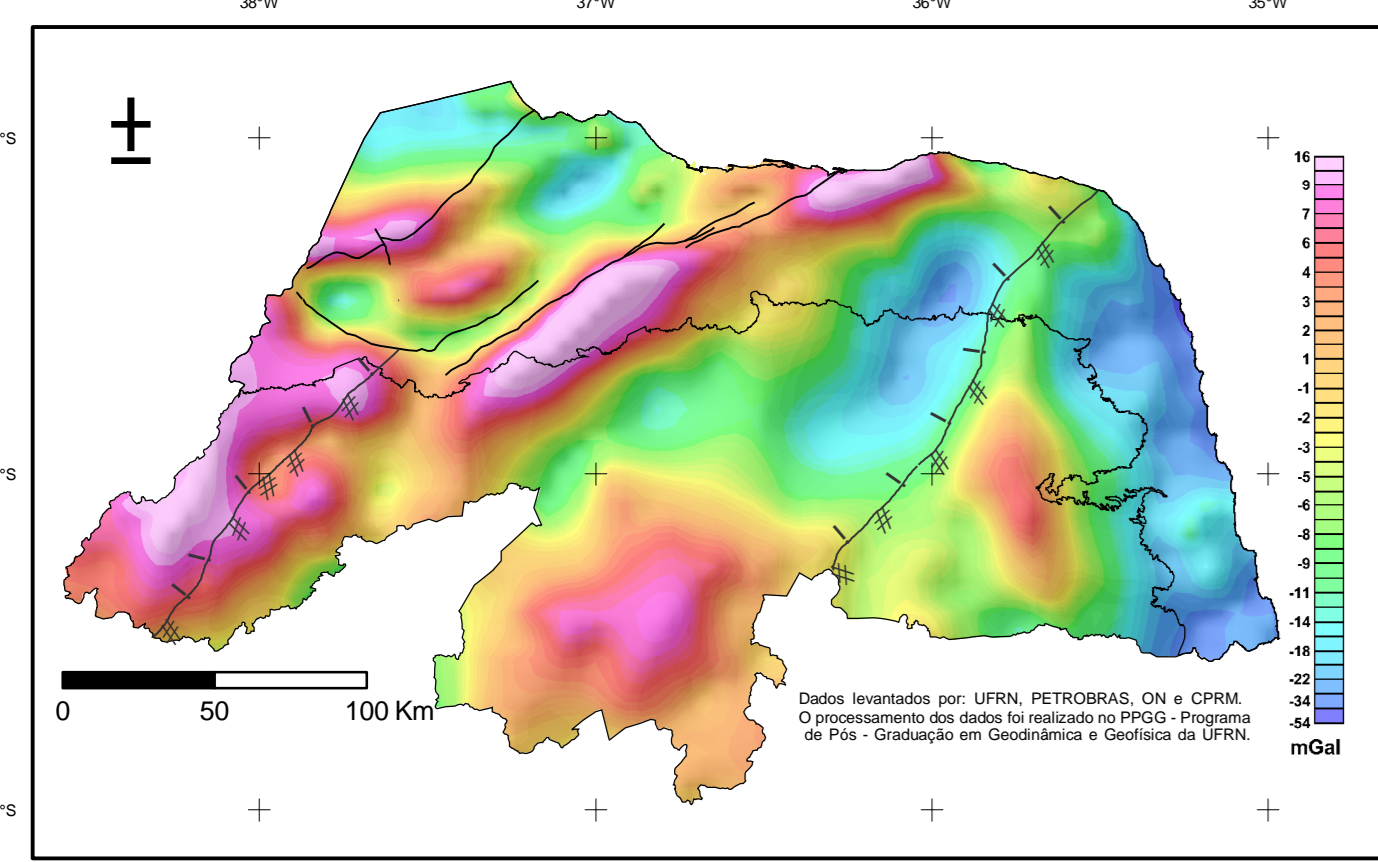 38°W 37°W 36°W 35°W
°S
°S
°S
16
9
7
6
4
3
2
1
-1
-2
-3
-5
-6
-8
-9
-11
-14
-18
-22
-34
-54
mGal
0 50 100 Km
Dados levantados por: UFRN, PETROBRAS, ON e CPRM.
O processamento dos dados foi realizado no PPGG - Programa
de Pós - Graduação em Geodinâmica e Geofísica da UFRN.